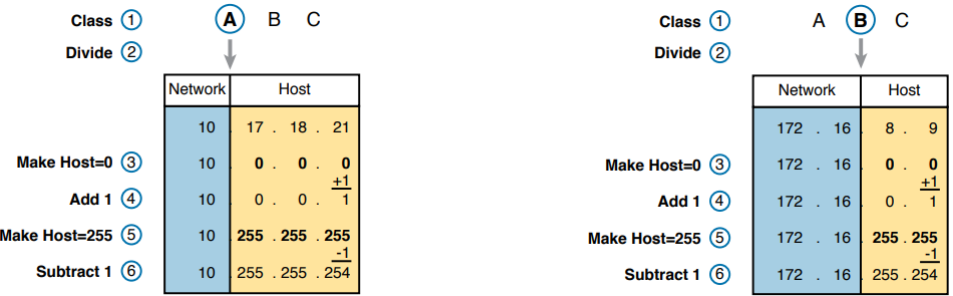 Class 1 A B C
Divide 2
Network Host
10 . 17 . 18 . 21
Make Host=0 3 10 . 0 . 0 . 0
+1
Add 1 4 10 . 0 . 0 . 1
Make Host=255 5 10 . 255 . 255 . 255
-1
Subtract 1 6 10 . 255 . 255 . 254
Class 1 A B C
Divide 2
Network Host
172 . 16 . 8 . 9
Make Host=0 3 172 . 16 . 0 . 0
+1
Add 1 4 172 . 16 . 0 . 1
Make Host=255 5 172 . 16 . 255 . 255
-1
Subtract 1 6 172 . 16 . 255 . 254